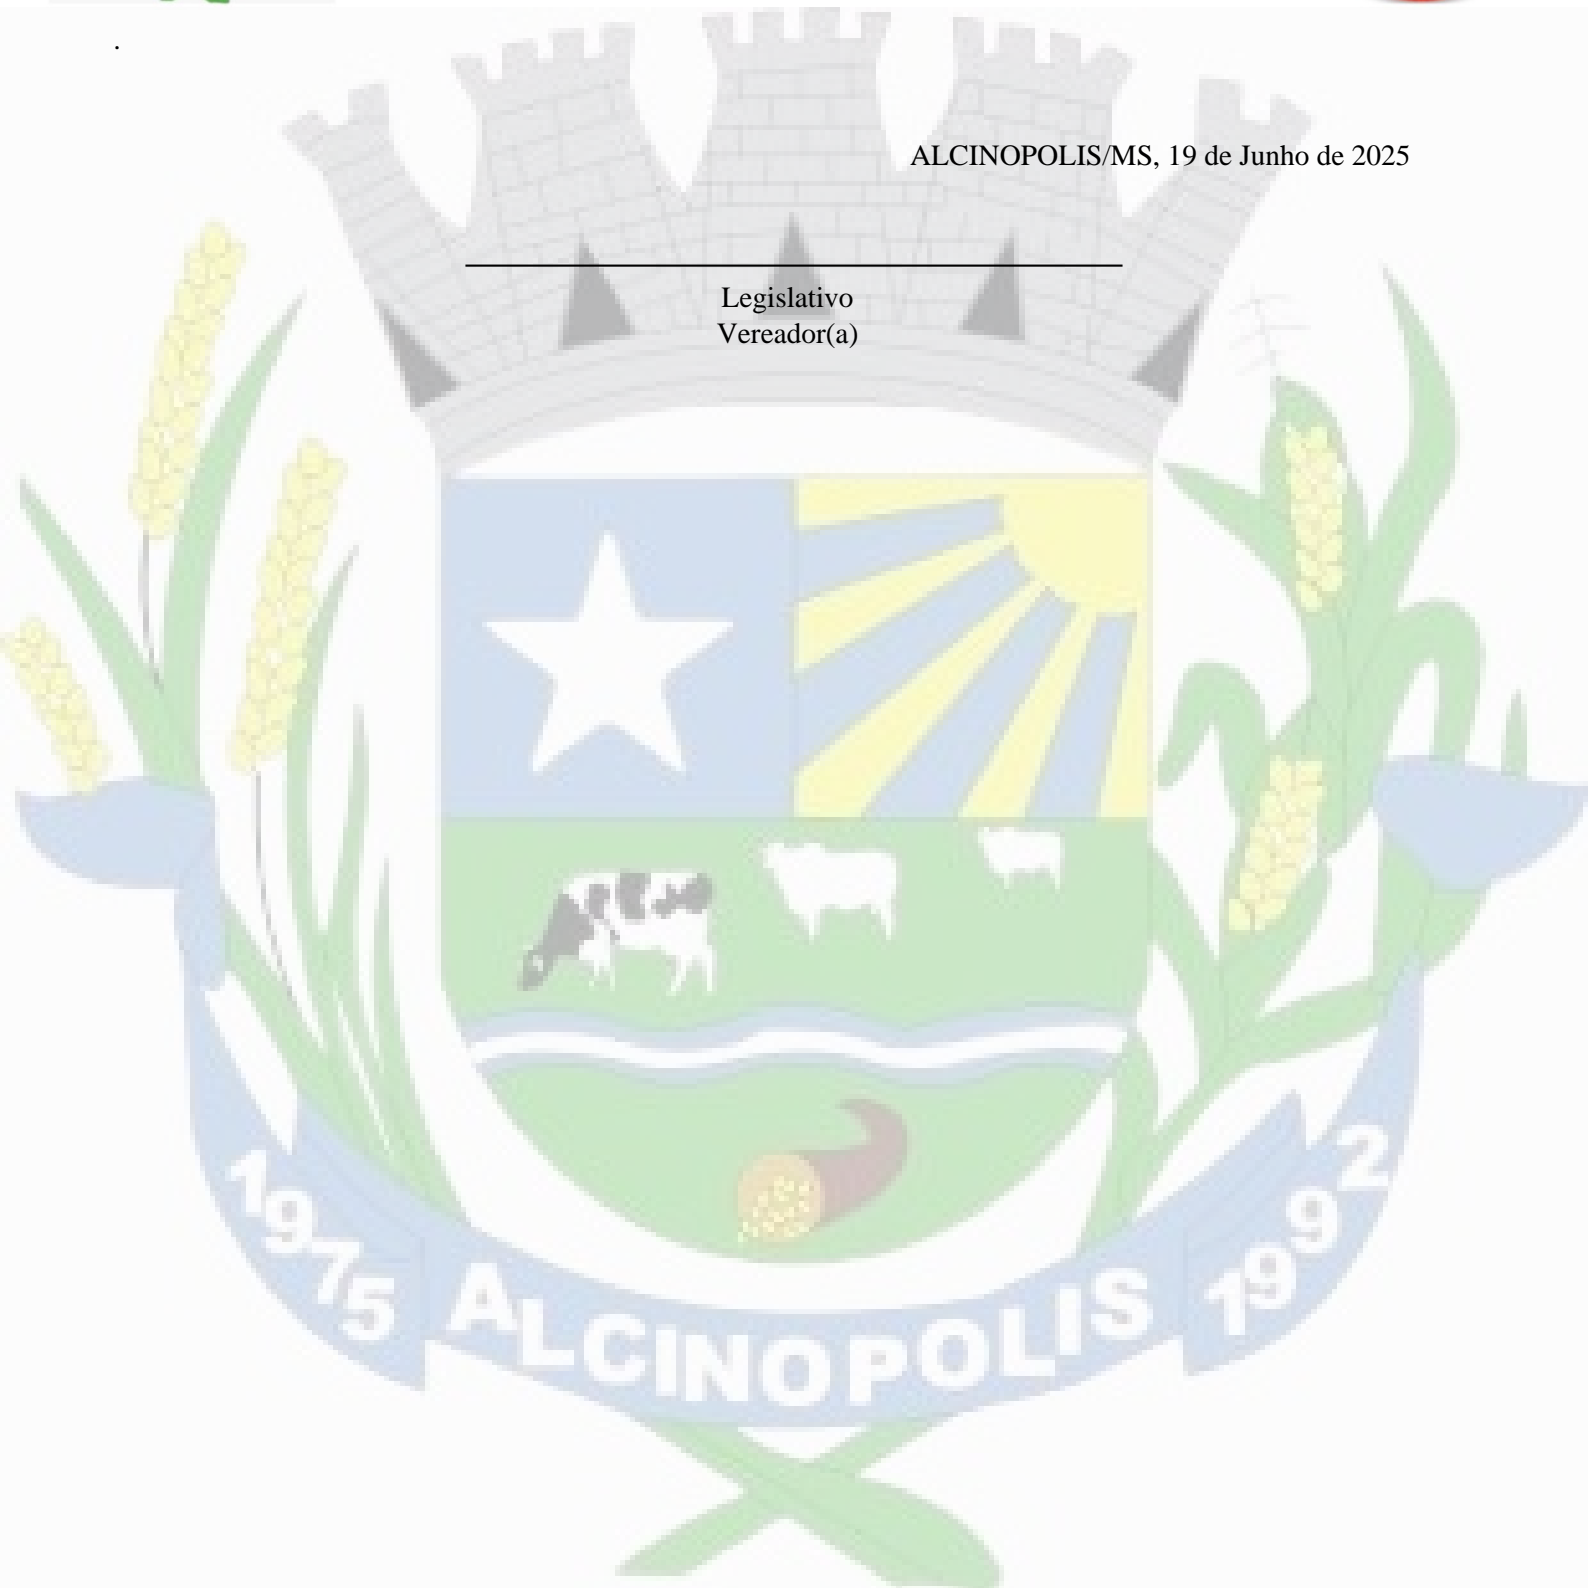 .
ALCINOPOLIS/MS, 19 de Junho de 2025
Legislativo
Vereador(a)
1975 ALCINOPOLIS 1992